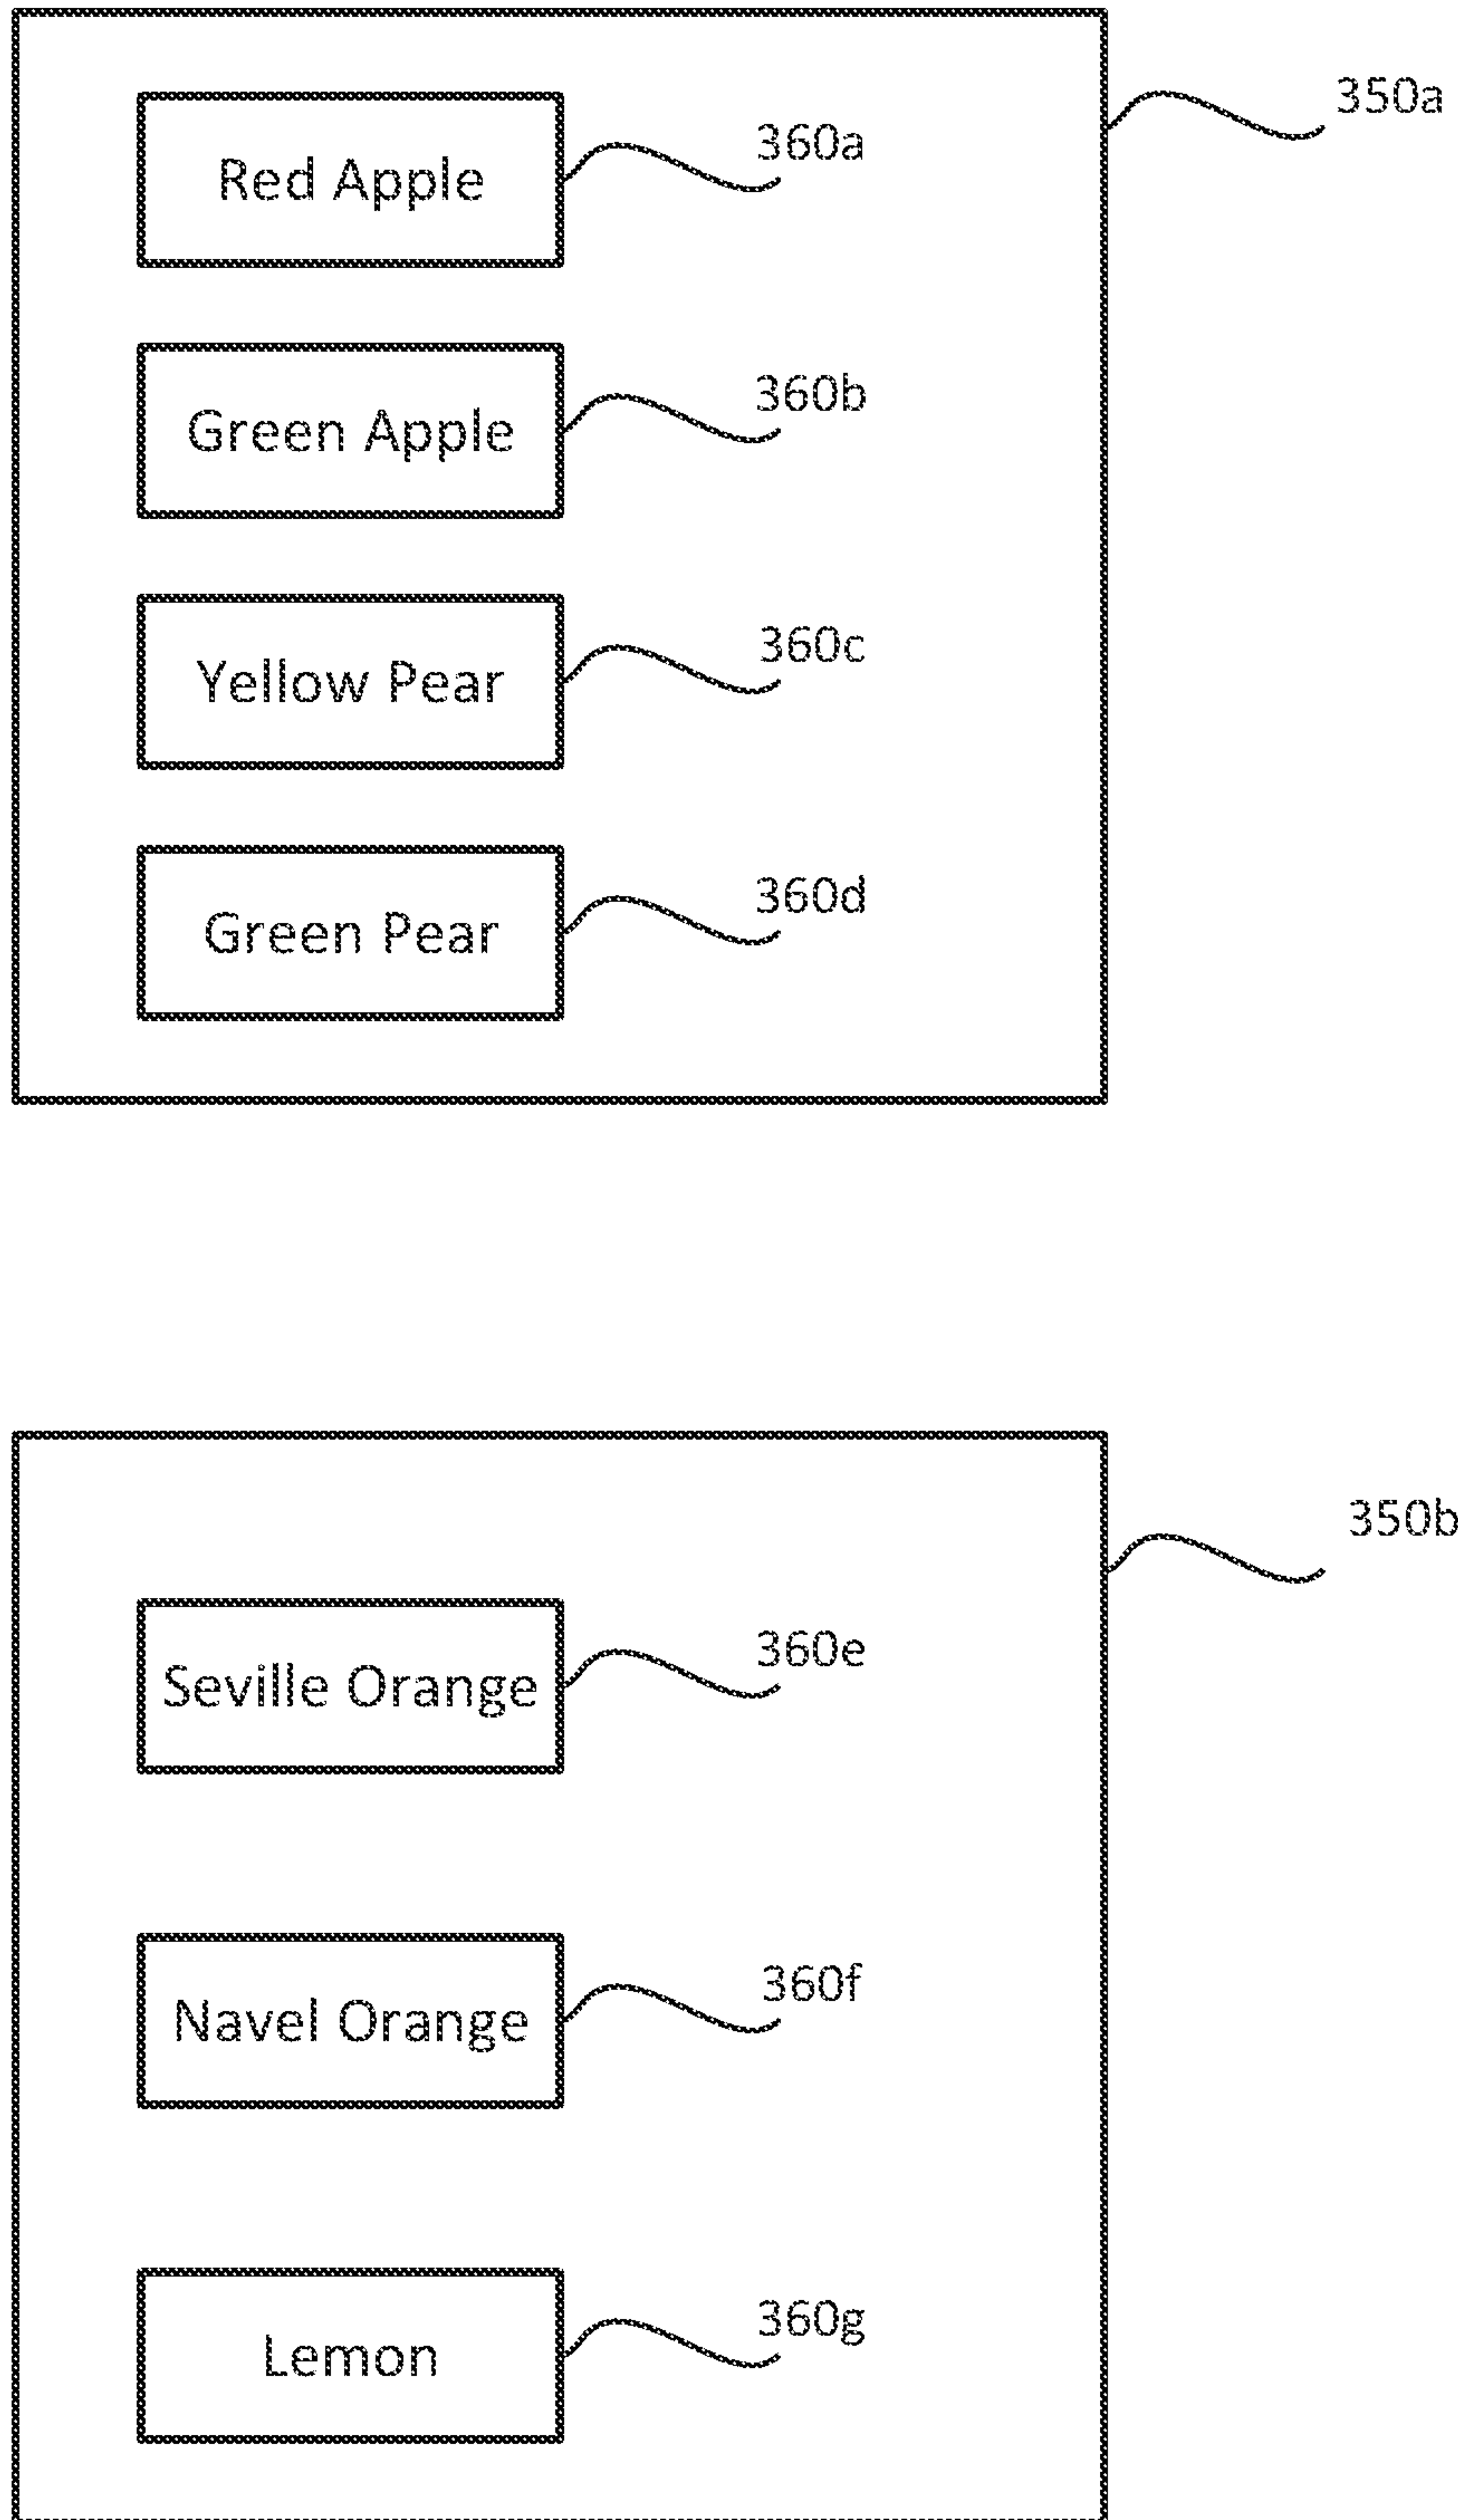 350a
Red Apple 360a
Green Apple 360b
Yellow Pear 360c
Green Pear 360d
350b
Seville Orange 360e
Navel Orange 360f
Lemon 360g